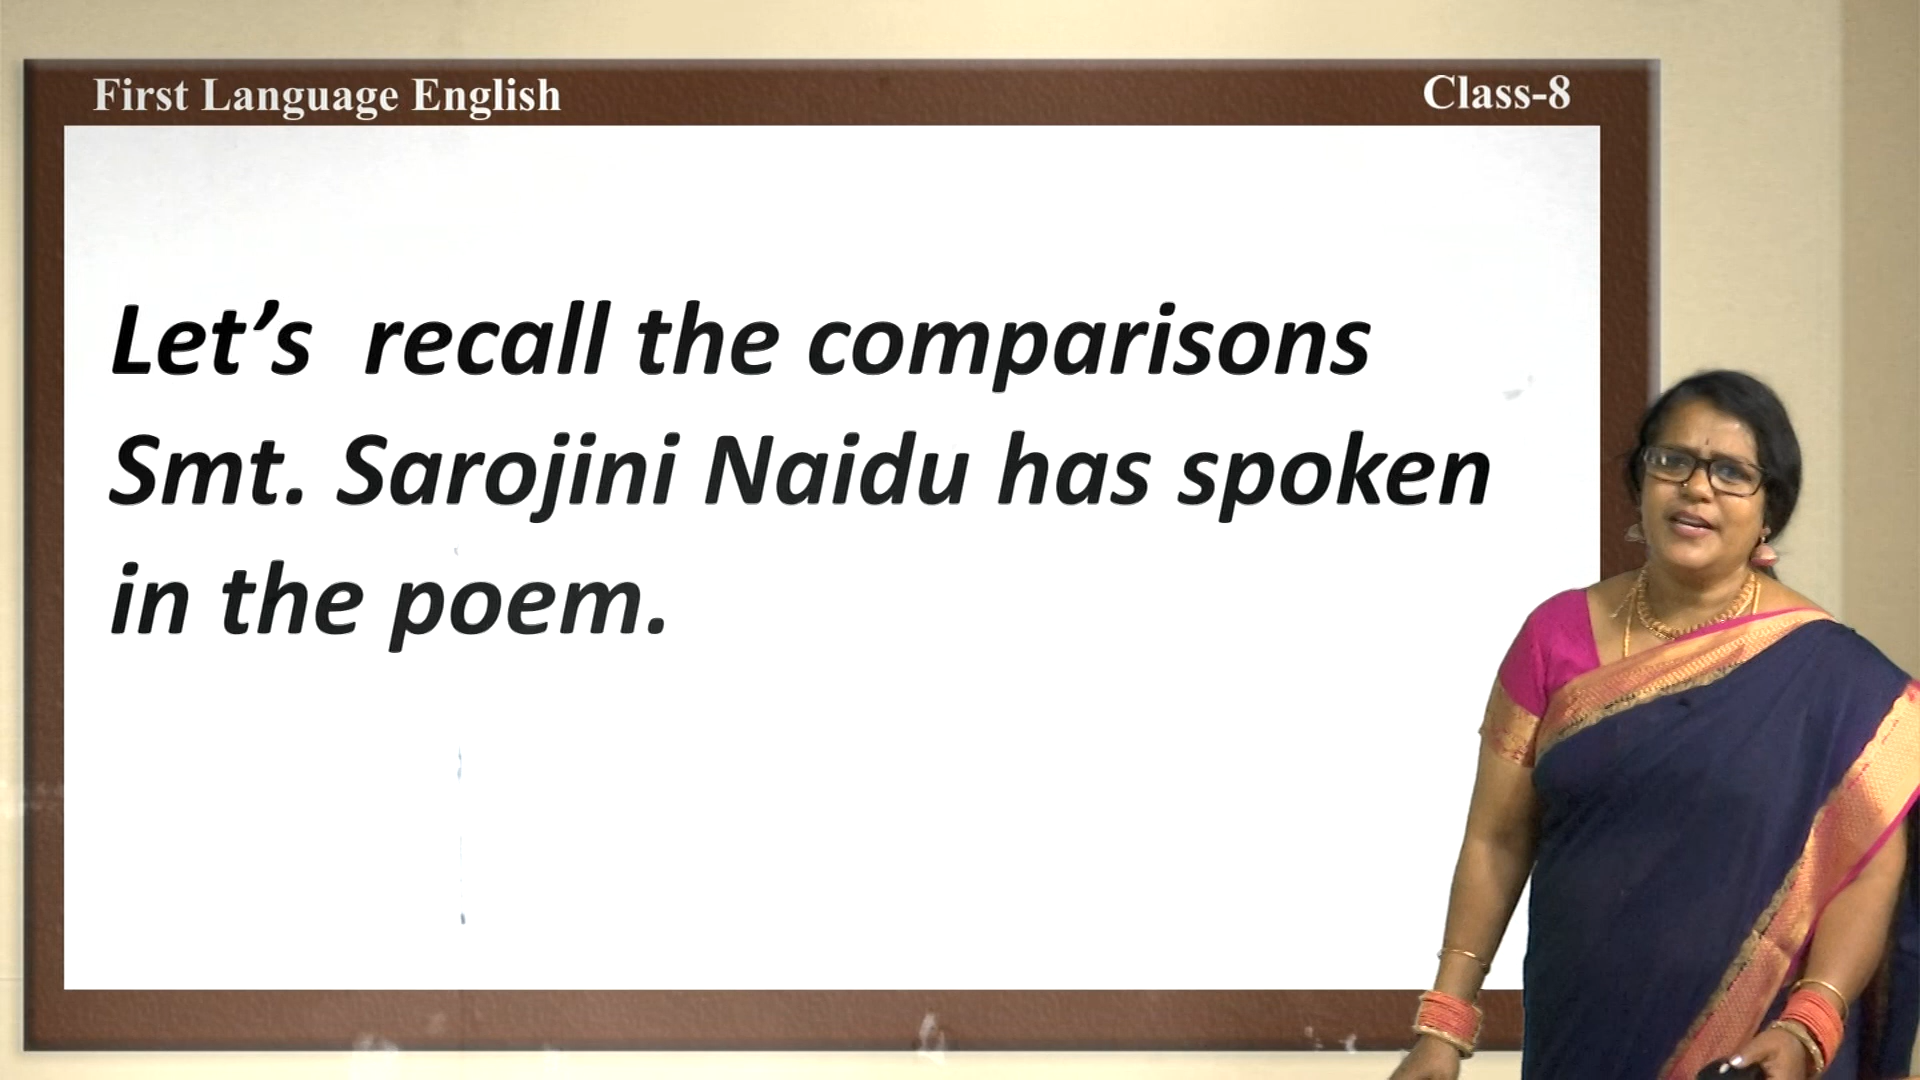 First Language English
Class-8
Let’s recall the comparisons
Smt. Sarojini Naidu has spoken
in the poem.